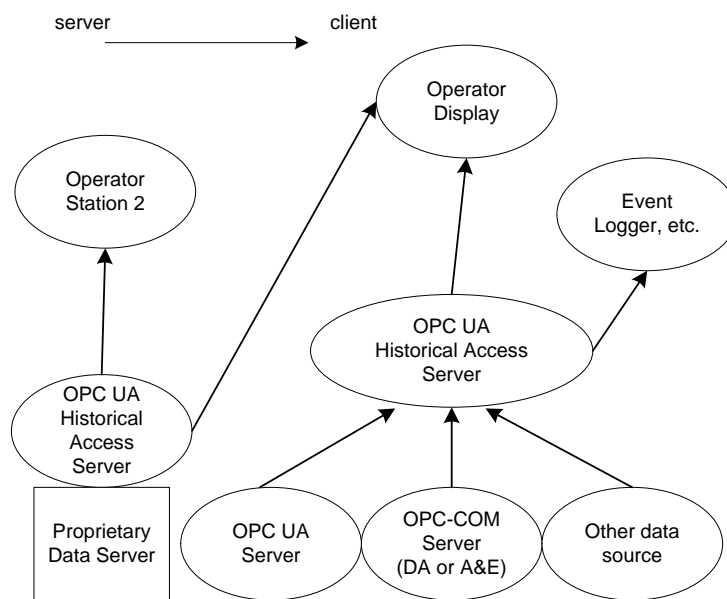 server
client
Operator
Display
Operator
Station 2
Event
Logger, etc.
OPC UA
Historical Access
Server
OPC UA
Historical
Access
Server
Proprietary
Data Server
OPC UA
Server
OPC-COM
Server
(DA or A&E)
Other data
source